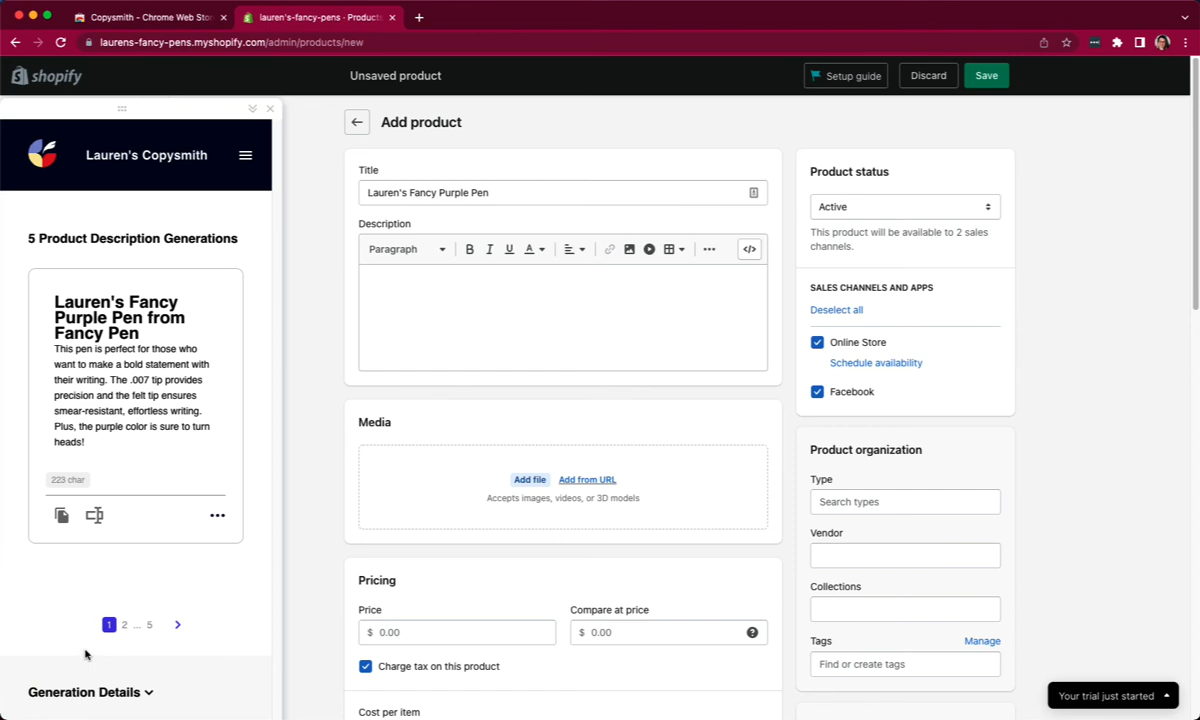 Copysmith - Chrome Web Sto
lauren's-fancy-pens · Products
laurens-fancy-pens.myshopify.com/admin/products/new
shopify
Unsaved product
Setup guide
Discard
Save
Lauren's Copysmith
5 Product Description Generations
Lauren's Fancy
Purple Pen from
Fancy Pen
This pen is perfect for those who
want to make a bold statement with
their writing. The .007 tip provides
precision and the felt tip ensures
smear-resistant, effortless writing.
Plus, the purple color is sure to turn
heads!
223 char
1 2 ... 5
Generation Details
Add product
Title
Lauren's Fancy Purple Pen
Description
Paragraph
B I U A
</>
Media
Add file Add from URL
Accepts images, videos, or 3D models
Pricing
Price
$ 0.00
Compare at price
$ 0.00
Charge tax on this product
Cost per item
Product status
Active
This product will be available to 2 sales
channels.
SALES CHANNELS AND APPS
Deselect all
Online Store
Schedule availability
Facebook
Product organization
Type
Search types
Vendor
Collections
Tags
Manage
Find or create tags
Your trial just started